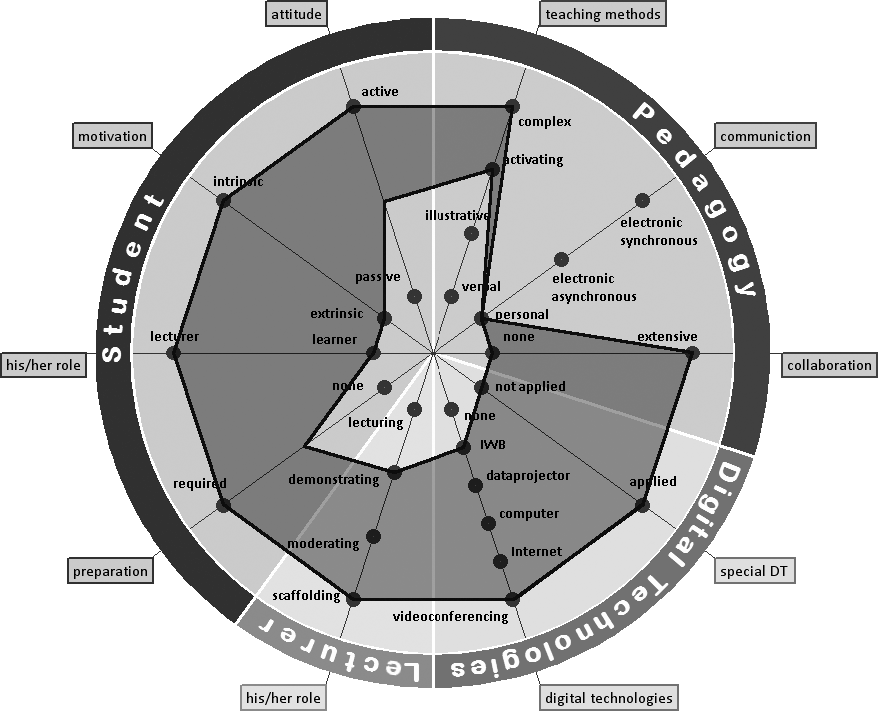 attitude
teaching methods
active
complex
motivation
communiction
activating
intrinsic
illustrative
electronic
synchronous
passive
verbal
electronic
asynchronous
extrinsic
personal
learner
none
lecturer
extensive
his/her role
collaboration
none
not applied
lecturing
none
IWB
demonstrating
dataprojector
required
applied
computer
moderating
Internet
preparation
special DT
scaffolding
videoconferencing
his/her role
digital technologies
Student
Pedagogy
Digital Technologies
Lecturer